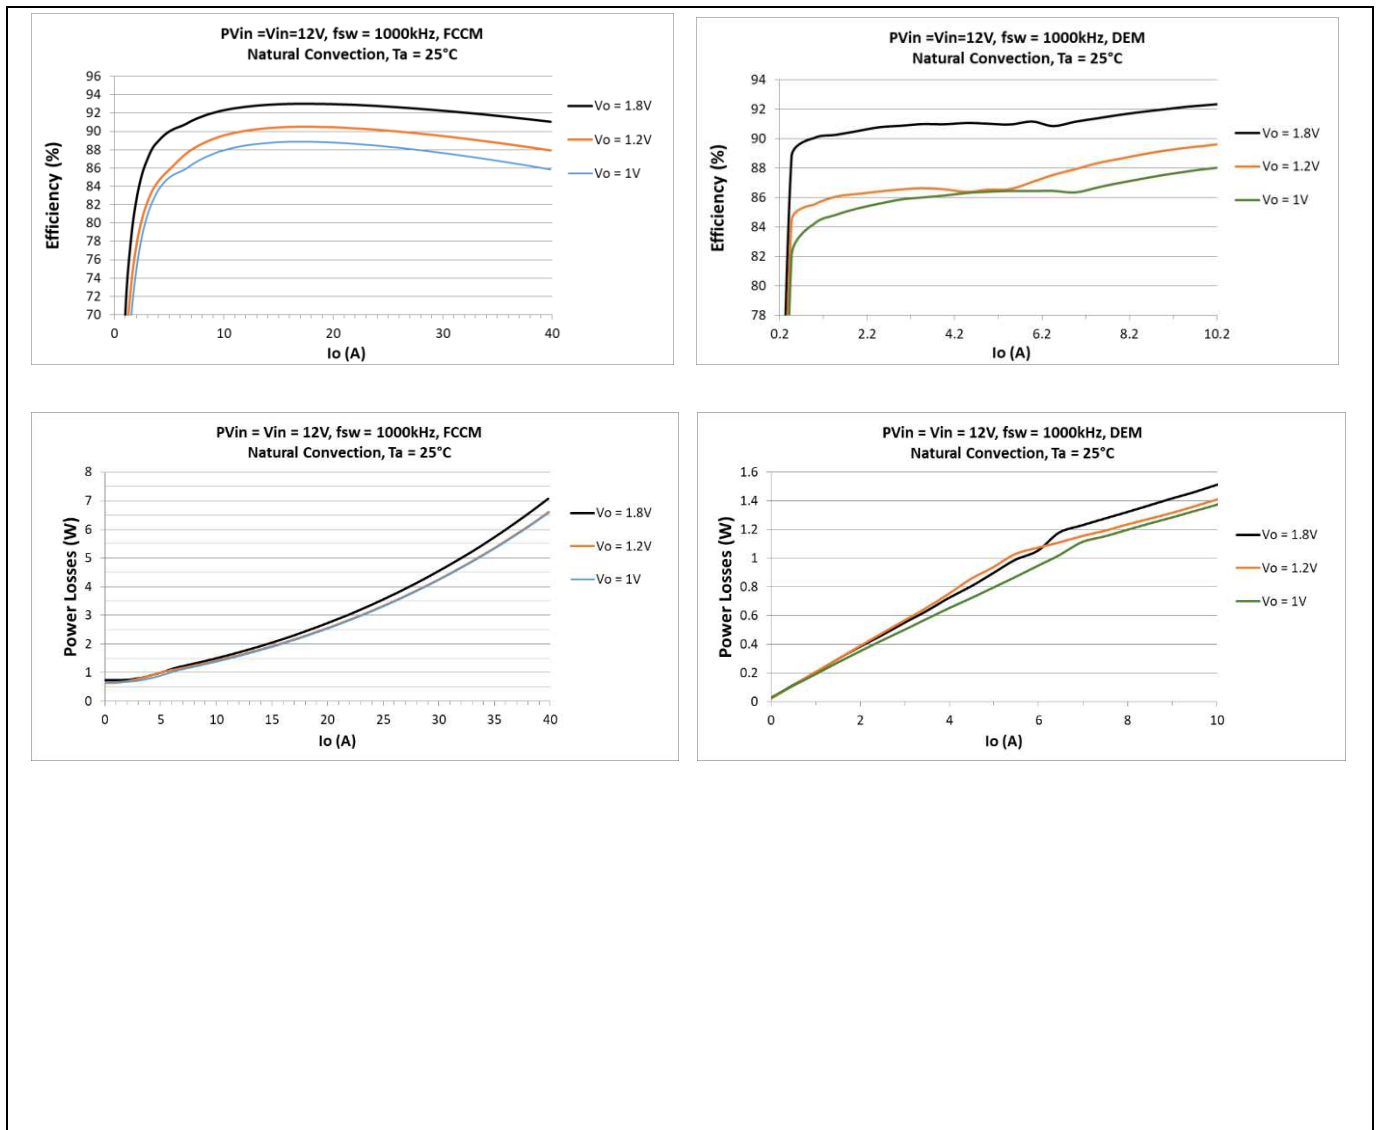 PVin =Vin=12V, fsw = 1000kHz, FCCM
Natural Convection, Ta = 25°C
Efficiency (%)
96
94
92
90
88
86
84
82
80
78
76
74
72
70
0
10
20
30
40
Io (A)
Vo = 1.8V
Vo = 1.2V
Vo = 1V
PVin =Vin=12V, fsw = 1000kHz, DEM
Natural Convection, Ta = 25°C
Efficiency (%)
94
92
90
88
86
84
82
80
78
0.2
2.2
4.2
6.2
8.2
10.2
Io (A)
Vo = 1.8V
Vo = 1.2V
Vo = 1V
PVin = Vin = 12V, fsw = 1000kHz, FCCM
Natural Convection, Ta = 25°C
Power Losses (W)
8
7
6
5
4
3
2
1
0
0
5
10
15
20
25
30
35
40
Io (A)
Vo = 1.8V
Vo = 1.2V
Vo = 1V
PVin = Vin = 12V, fsw = 1000kHz, DEM
Natural Convection, Ta = 25°C
Power Losses (W)
1.6
1.4
1.2
1
0.8
0.6
0.4
0.2
0
0
2
4
6
8
10
Io (A)
Vo = 1.8V
Vo = 1.2V
Vo = 1V